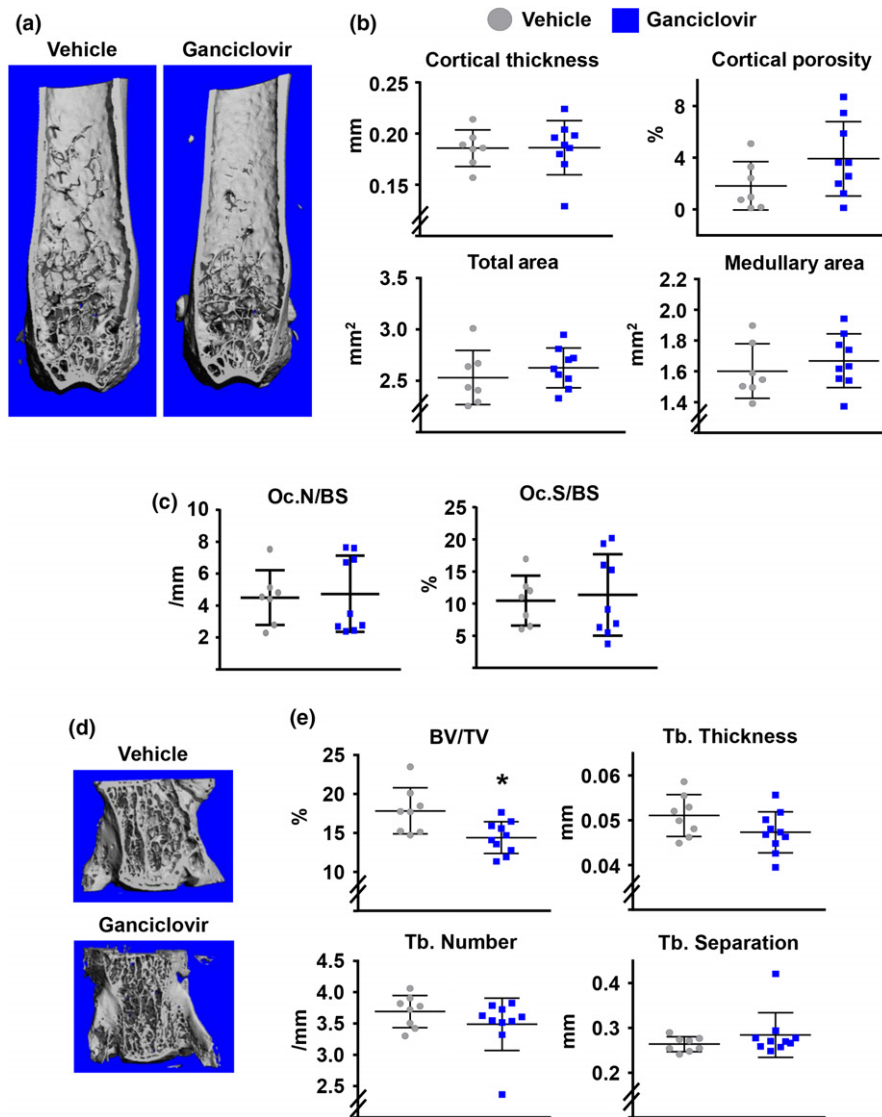 (a)
Vehicle
Ganciclovir
(b)
Vehicle
Ganciclovir
Cortical thickness
mm
0.25
0.20
0.15
Cortical porosity
%
8
4
0
Total area
mm²
3.5
3.0
2.5
Medullary area
mm²
2.2
2.0
1.8
1.6
1.4
(c)
Oc.N/BS
/mm
10
8
6
4
2
Oc.S/BS
%
25
20
15
10
5
(d)
Vehicle
Ganciclovir
(e)
BV/TV
%
25
20
15
10
*
Tb. Thickness
mm
0.06
0.05
0.04
Tb. Number
/mm
4.5
4.0
3.5
3.0
2.5
Tb. Separation
mm
0.4
0.3
0.2